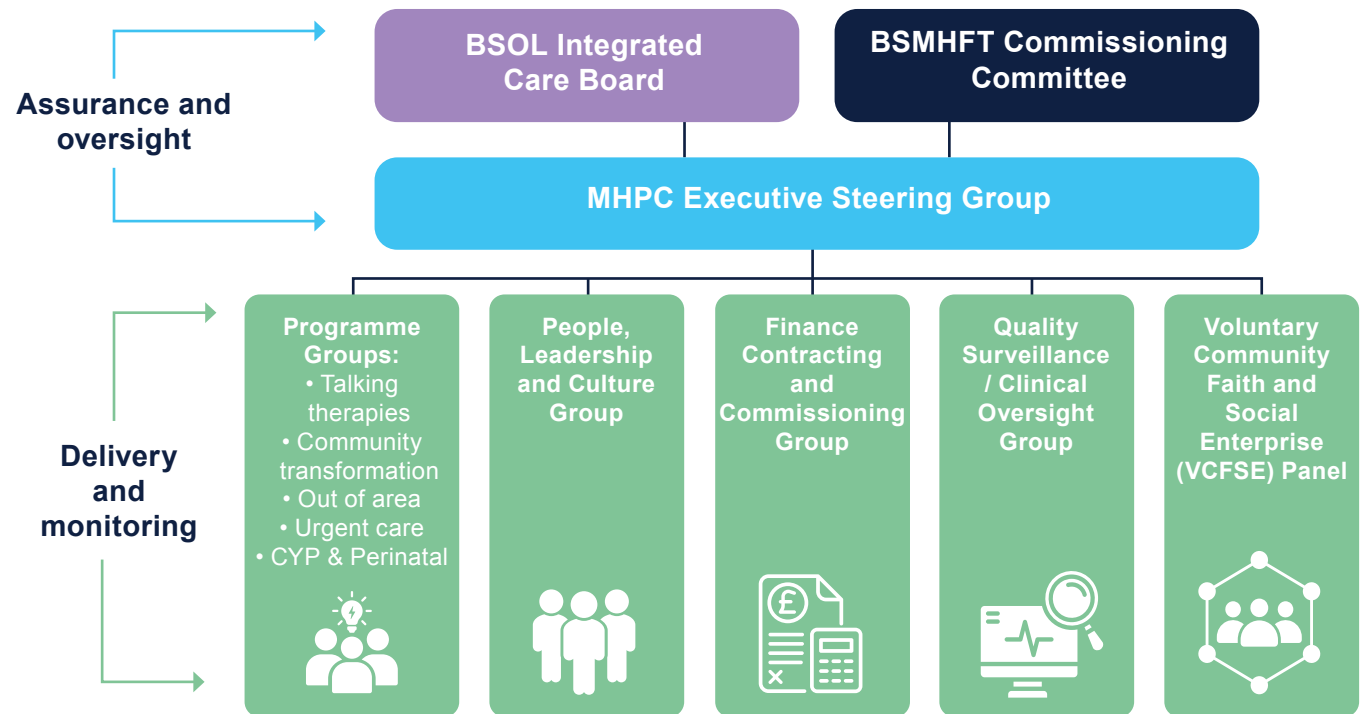 BSOL Integrated
Care Board
BSMHFT Commissioning
Committee
Assurance and
oversight
MHPC Executive Steering Group
Delivery
and
monitoring
Programme
Groups:
• Talking
therapies
• Community
transformation
• Out of area
• Urgent care
• CYP & Perinatal
People,
Leadership
and Culture
Group
Finance
Contracting
and
Commissioning
Group
£
Quality
Surveillance
/ Clinical
Oversight
Group
Voluntary
Community
Faith and
Social
Enterprise
(VCFSE) Panel